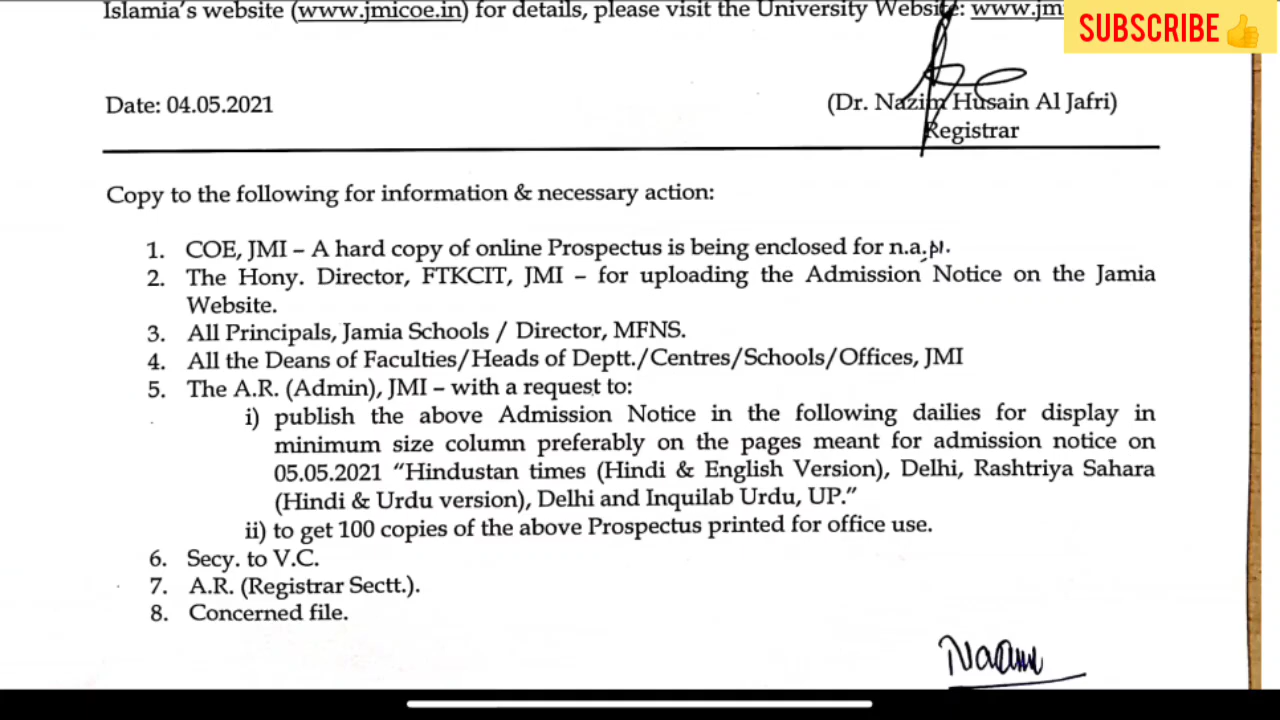 Islamia's website (www.jmicoe.in) for details, please visit the University Website: www.jm
SUBSCRIBE
Date: 04.05.2021
(Dr. Nazim Husain Al Jafri)
Registrar
Copy to the following for information & necessary action:
1. COE, JMI – A hard copy of online Prospectus is being enclosed for n.a.pl.
2. The Hony. Director, FTKCIT, JMI – for uploading the Admission Notice on the Jamia
Website.
3. All Principals, Jamia Schools / Director, MFNS.
4. All the Deans of Faculties/Heads of Deptt./Centres/Schools/Offices, JMI
5. The A.R. (Admin), JMI – with a request to:
i) publish the above Admission Notice in the following dailies for display in
minimum size column preferably on the pages meant for admission notice on
05.05.2021 "Hindustan times (Hindi & English Version), Delhi, Rashtriya Sahara
(Hindi & Urdu version), Delhi and Inquilab Urdu, UP."
ii) to get 100 copies of the above Prospectus printed for office use.
6. Secy. to V.C.
7. A.R. (Registrar Sectt.).
8. Concerned file.